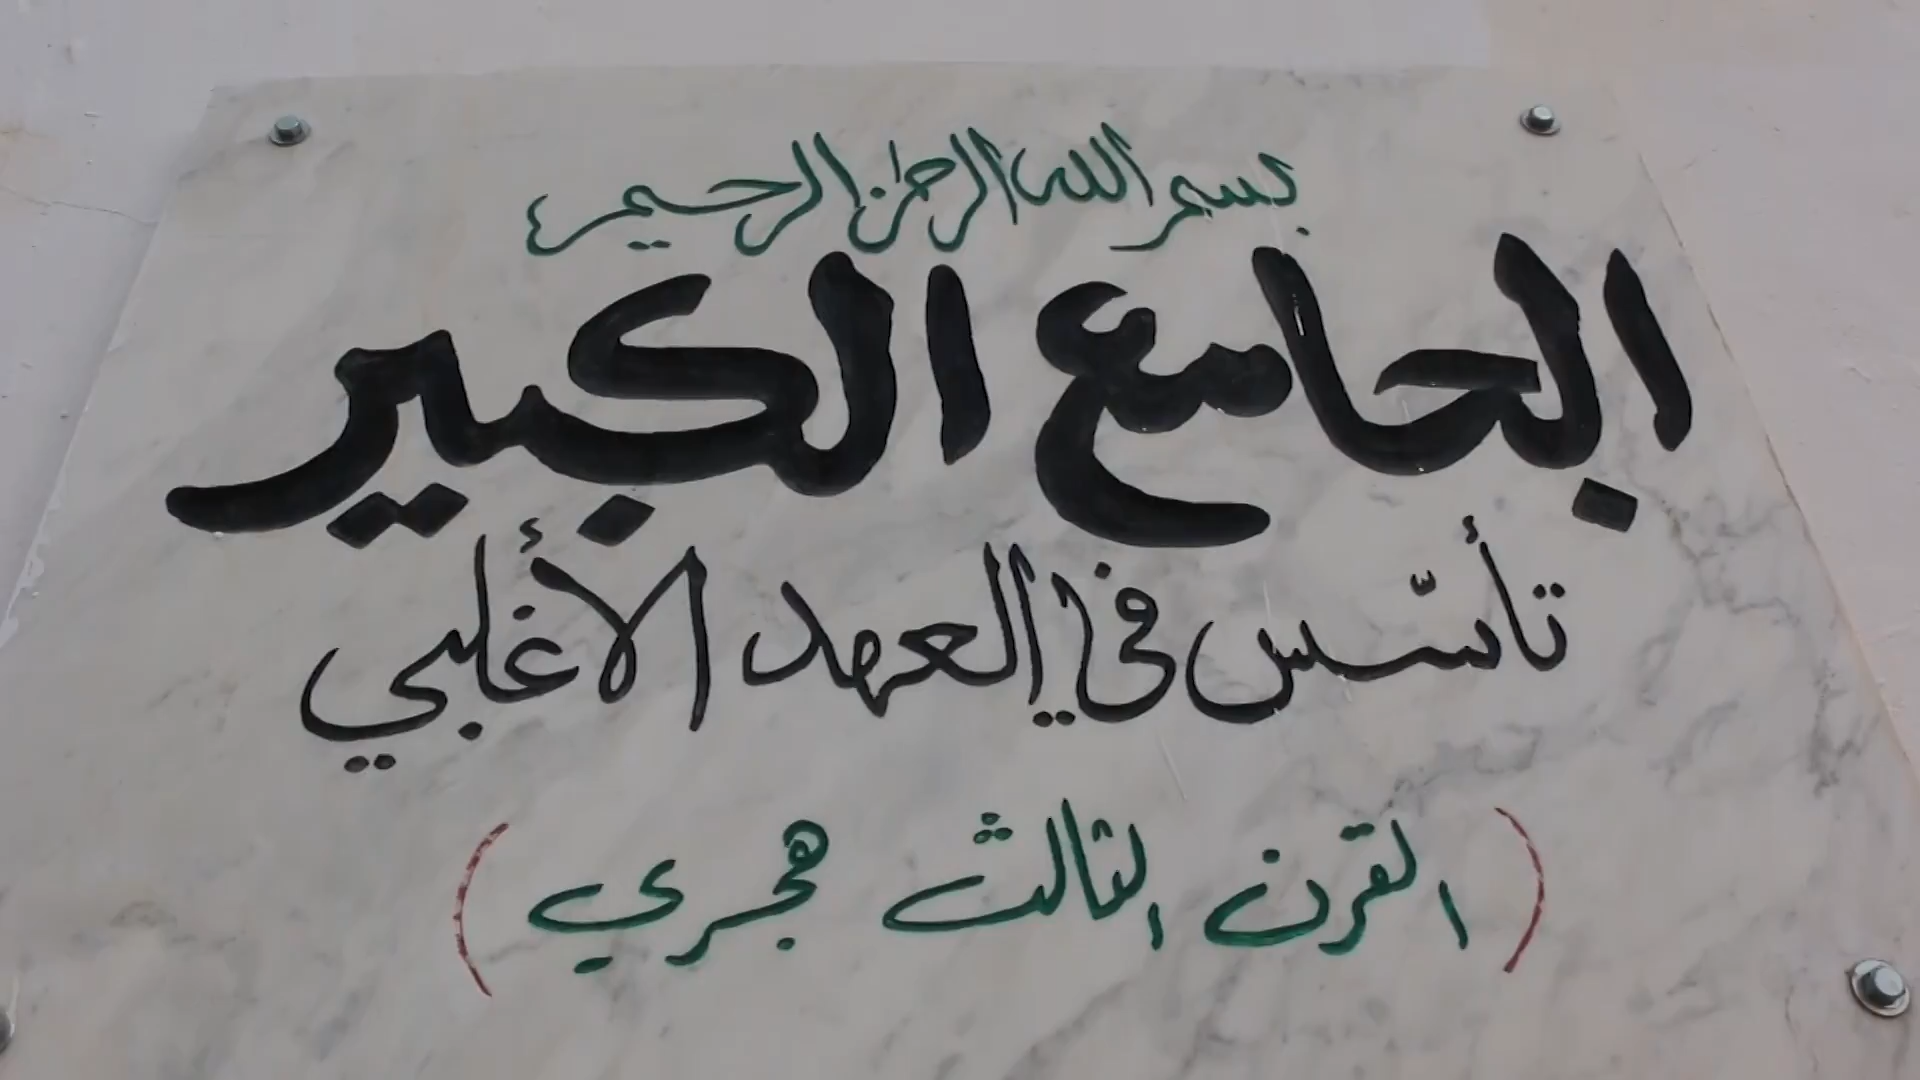 بسم الله الرحمن الرحيم
الجامع الكبير
تأسّس في العهد الأغلبي
(القرن الثالث هجري)